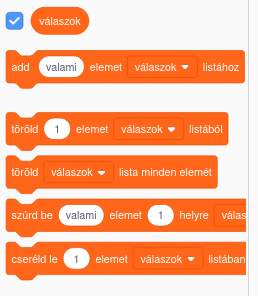 válaszok
add valami elemet válaszok listához
töröld 1 elemet válaszok listából
töröld válaszok lista minden elemét
szúrd be valami elemet 1 helyre válas
cseréld le 1 elemet válaszok listában